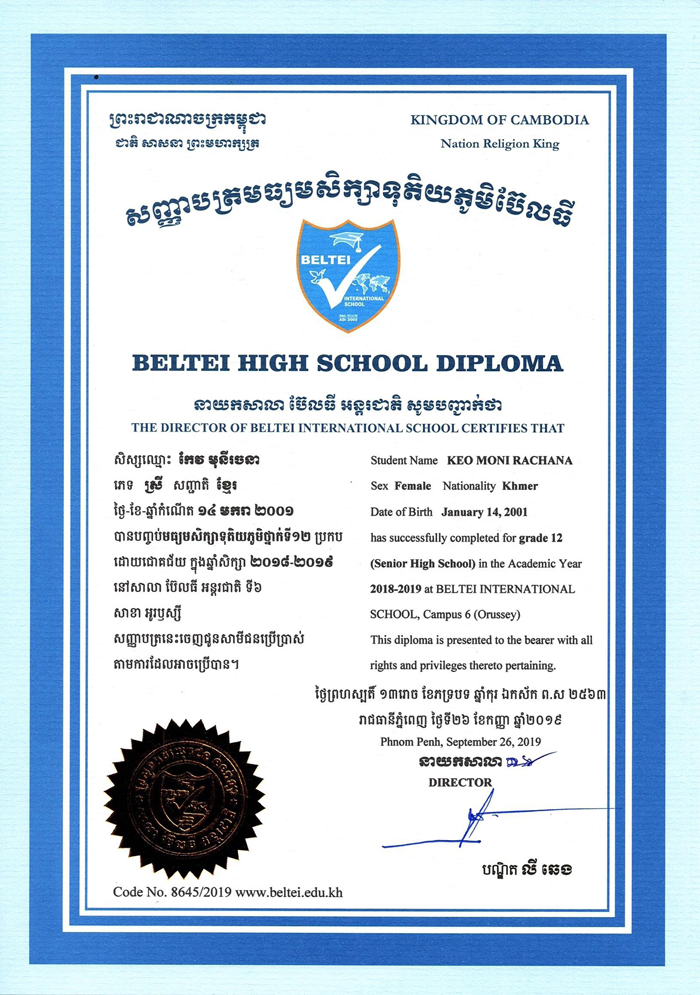 ព្រះរាជាណាចក្រកម្ពុជា
ជាតិ សាសនា ព្រះមហាក្សត្រ
KINGDOM OF CAMBODIA
Nation Religion King
សញ្ញាបត្រមធ្យមសិក្សាទុតិយភូមិប៊ែលធី
BELTEI
INTERNATIONAL
SCHOOL
BELTEI HIGH SCHOOL DIPLOMA
នាយកសាលា ប៊ែលធី អន្តរជាតិ សូមបញ្ជាក់ថា
THE DIRECTOR OF BELTEI INTERNATIONAL SCHOOL CERTIFIES THAT
សិស្សឈ្មោះ កែវ មុនីរចនា
ភេទ ស្រី សញ្ជាតិ ខ្មែរ
ថ្ងៃ-ខែ-ឆ្នាំកំណើត ១៤ មករា ២០០១
បានបញ្ចប់មធ្យមសិក្សាទុតិយភូមិថ្នាក់ទី១២ ប្រកប
ដោយជោគជ័យ ក្នុងឆ្នាំសិក្សា ២០១៨-២០១៩
នៅសាលា ប៊ែលធី អន្តរជាតិ ទី៦
សាខា អូរឫស្សី
សញ្ញាបត្រនេះចេញជូនសាមីជនប្រើប្រាស់
តាមការដែលអាចប្រើបាន។
Student Name KEO MONI RACHANA
Sex Female Nationality Khmer
Date of Birth January 14, 2001
has successfully completed for grade 12
(Senior High School) in the Academic Year
2018-2019 at BELTEI INTERNATIONAL
SCHOOL, Campus 6 (Orussey)
This diploma is presented to the bearer with all
rights and privileges thereto pertaining.
ថ្ងៃព្រហស្បតិ៍ ១៣រោច ខែភទ្របទ ឆ្នាំកុរ ឯកស័ក ព.ស ២៥៦៣
រាជធានីភ្នំពេញ ថ្ងៃទី២៦ ខែកញ្ញា ឆ្នាំ២០១៩
Phnom Penh, September 26, 2019
នាយកសាលា
DIRECTOR
បណ្ឌិត លី ឆេង
Code No. 8645/2019 www.beltei.edu.kh